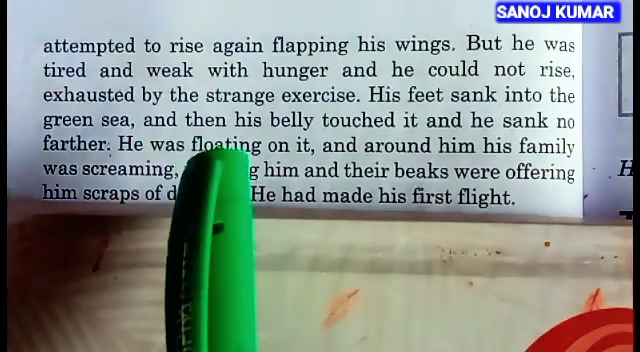 SANOJ KUMAR
attempted to rise again flapping his wings. But he was
tired and weak with hunger and he could not rise,
exhausted by the strange exercise. His feet sank into the
green sea, and then his belly touched it and he sank no
farther. He was floating on it, and around him his family
was screaming, g him and their beaks were offering
him scraps of d He had made his first flight.
H